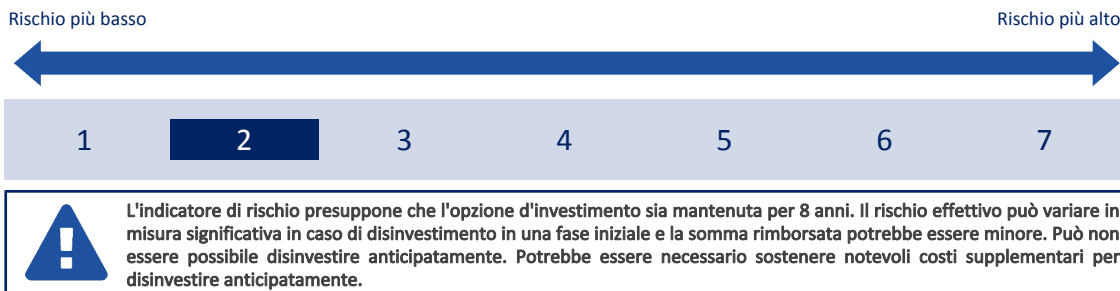 Rischio più basso Rischio più alto
1 2 3 4 5 6 7
L'indicatore di rischio presuppone che l'opzione d'investimento sia mantenuta per 8 anni. Il rischio effettivo può variare in
misura significativa in caso di disinvestimento in una fase iniziale e la somma rimborsata potrebbe essere minore. Può non
essere possibile disinvestire anticipatamente. Potrebbe essere necessario sostenere notevoli costi supplementari per
disinvestire anticipatamente.